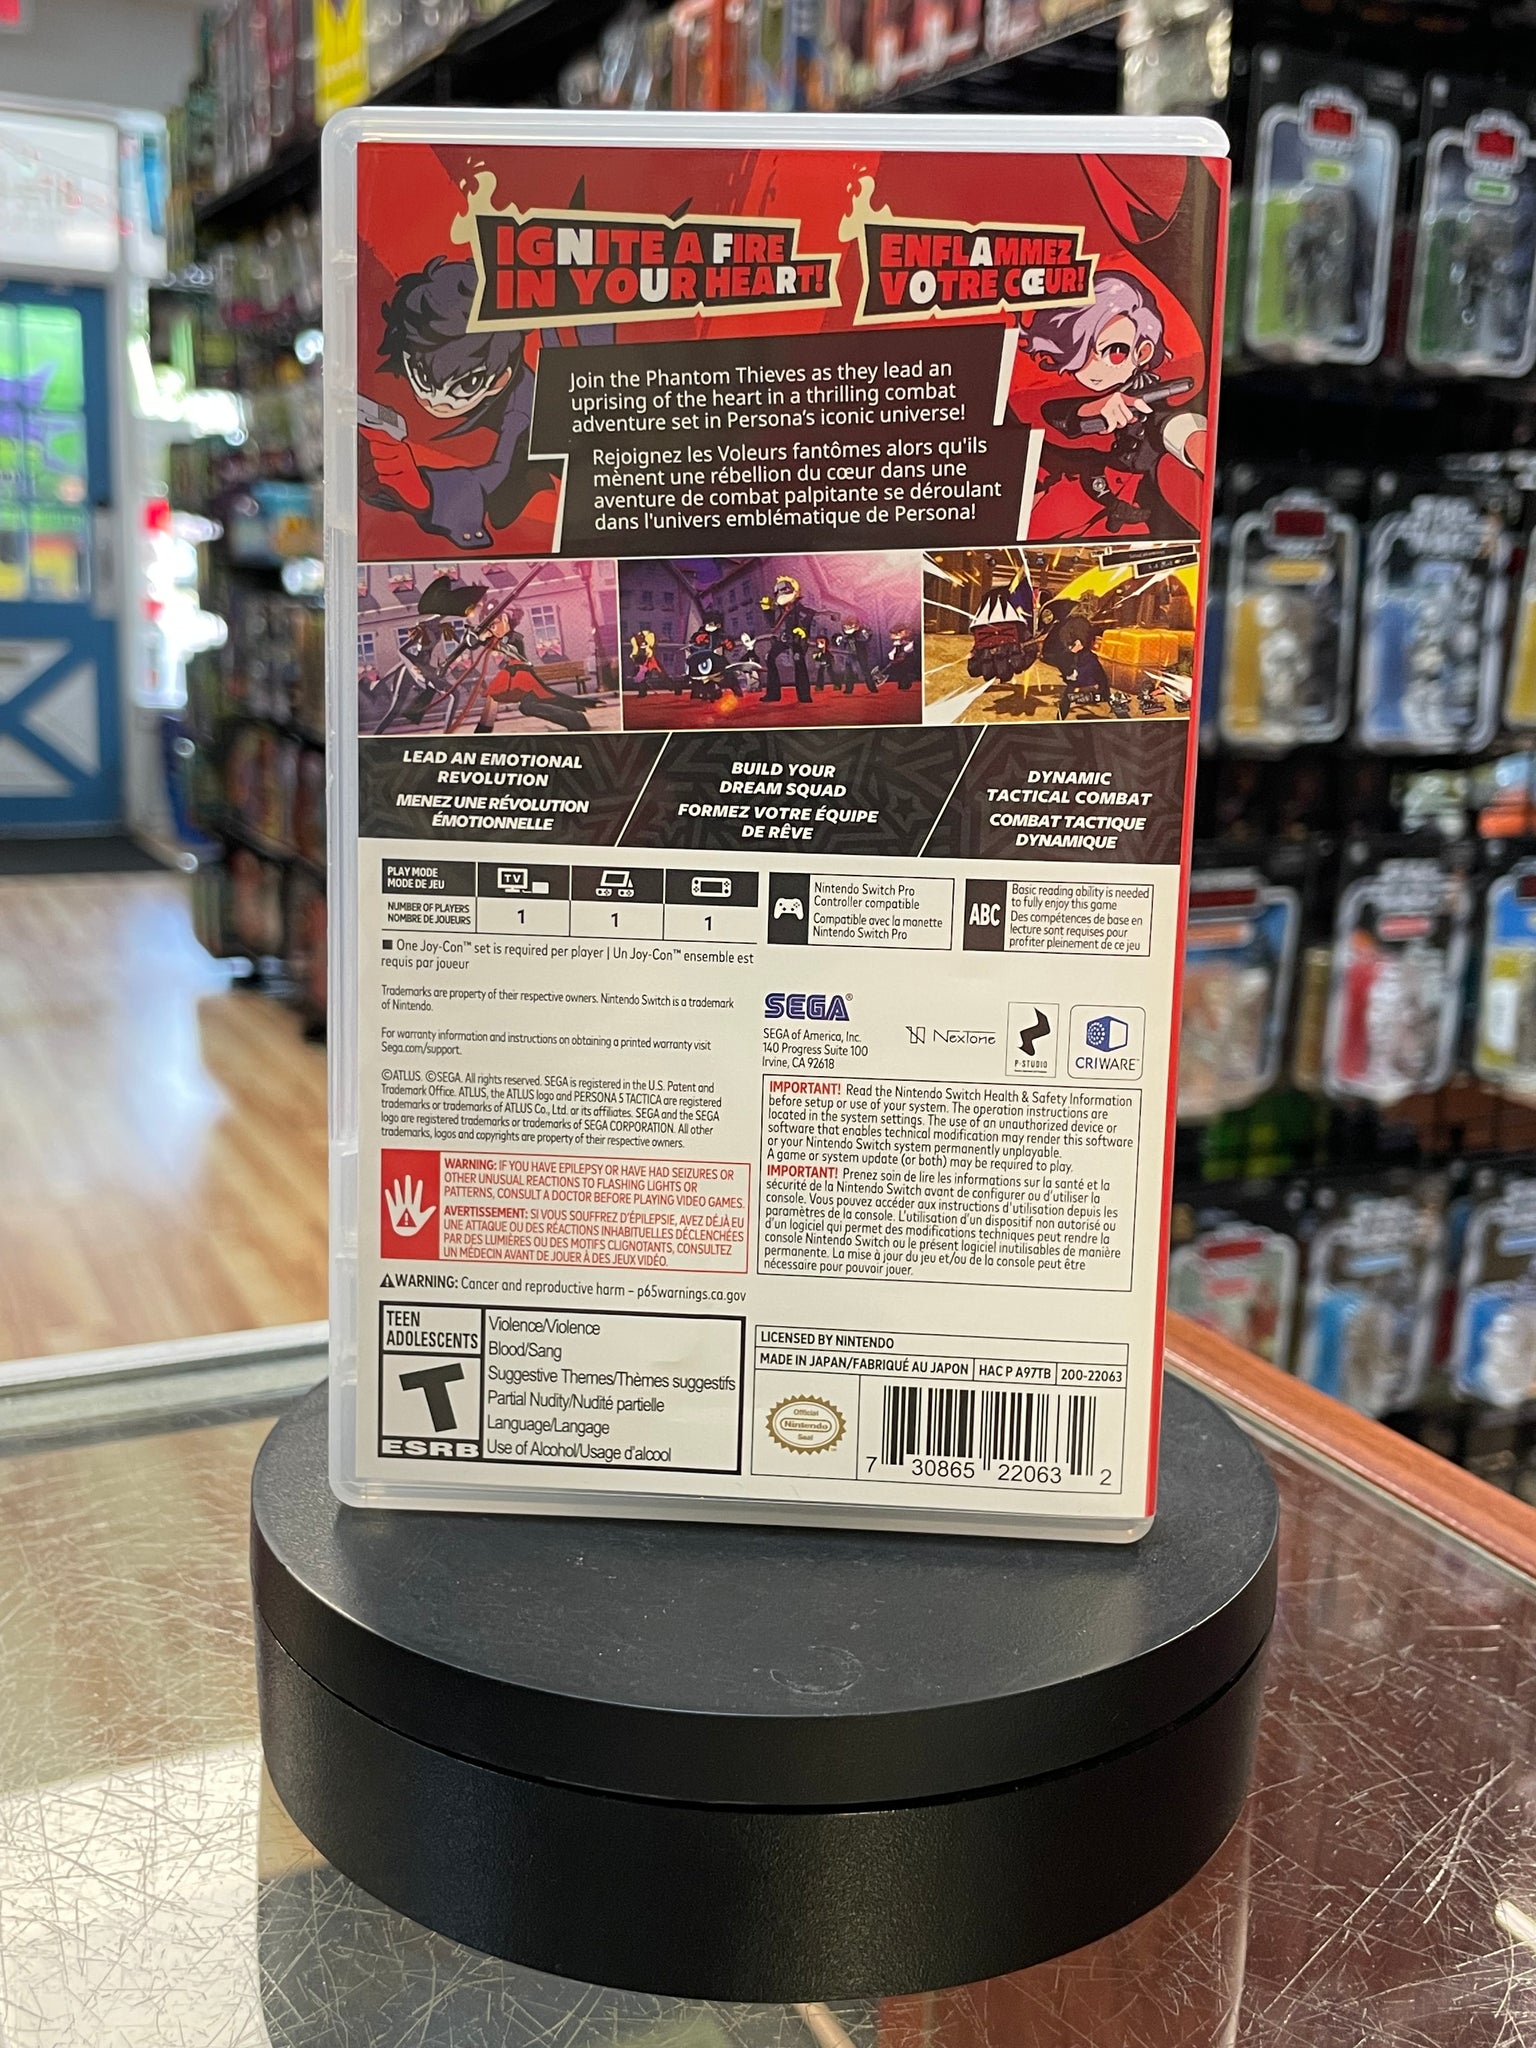 IGNITE A FIRE
IN YOUR HEART!
ENFLAMMEZ
VOTRE CŒUR!
Join the Phantom Thieves as they lead an
uprising of the heart in a thrilling combat
adventure set in Persona's iconic universe!
Rejoignez les Voleurs fantômes alors qu'ils
mènent une rébellion du cœur dans une
aventure de combat palpitante se déroulant
dans l'univers emblématique de Persona!
LEAD AN EMOTIONAL
REVOLUTION
MENEZ UNE RÉVOLUTION
ÉMOTIONNELLE
BUILD YOUR
DREAM SQUAD
FORMEZ VOTRE ÉQUIPE
DE RÊVE
DYNAMIC
TACTICAL COMBAT
COMBAT TACTIQUE
DYNAMIQUE
PLAY MODE
MODE DE JEU
TV
NUMBER OF PLAYERS
NOMBRE DE JOUEURS
1 1 1
■ One Joy-Con™ set is required per player | Un Joy-Con™ ensemble est
requis par joueur
Nintendo Switch Pro
Controller compatible
Compatible avec la manette
Nintendo Switch Pro
ABC
Basic reading ability is needed
to fully enjoy this game
Des compétences de base en
lecture sont requises pour
profiter pleinement de ce jeu
Trademarks are property of their respective owners. Nintendo Switch is a trademark
of Nintendo.
For warranty information and instructions on obtaining a printed warranty visit
Sega.com/support.
©ATLUS. ©SEGA. All rights reserved. SEGA is registered in the U.S. Patent and
Trademark Office. ATLUS, the ATLUS logo and PERSONA 5 TACTICA are registered
trademarks or trademarks of ATLUS Co., Ltd. or its affiliates. SEGA and the SEGA
logo are registered trademarks or trademarks of SEGA CORPORATION. All other
trademarks, logos and copyrights are property of their respective owners.
SEGA®
SEGA of America, Inc.
140 Progress Suite 100
Irvine, CA 92618
NexTone
P-STUDIO
CRIWARE™
WARNING: IF YOU HAVE EPILEPSY OR HAVE HAD SEIZURES OR
OTHER UNUSUAL REACTIONS TO FLASHING LIGHTS OR
PATTERNS, CONSULT A DOCTOR BEFORE PLAYING VIDEO GAMES.
AVERTISSEMENT: SI VOUS SOUFFREZ D'ÉPILEPSIE, AVEZ DÉJÀ EU
UNE ATTAQUE OU DES RÉACTIONS INHABITUELLES DÉCLENCHÉES
PAR DES LUMIÈRES OU DES MOTIFS CLIGNOTANTS, CONSULTEZ
UN MÉDECIN AVANT DE JOUER À DES JEUX VIDÉO.
IMPORTANT! Read the Nintendo Switch Health & Safety Information
before setup or use of your system. The operation instructions are
located in the system settings. The use of an unauthorized device or
software that enables technical modification may render this software
or your Nintendo Switch system permanently unplayable.
A game or system update (or both) may be required to play.
IMPORTANT! Prenez soin de lire les informations sur la santé et la
sécurité de la Nintendo Switch avant de configurer ou d'utiliser la
console. Vous pouvez accéder aux instructions d'utilisation depuis les
paramètres de la console. L'utilisation d'un dispositif non autorisé ou
d'un logiciel qui permet des modifications techniques peut rendre la
console Nintendo Switch ou le présent logiciel inutilisables de manière
permanente. La mise à jour du jeu et/ou de la console peut être
nécessaire pour pouvoir jouer.
⚠WARNING: Cancer and reproductive harm – p65warnings.ca.gov
TEEN
ADOLESCENTS
T
ESRB
Violence/Violence
Blood/Sang
Suggestive Themes/Thèmes suggestifs
Partial Nudity/Nudité partielle
Language/Langage
Use of Alcohol/Usage d'alcool
LICENSED BY NINTENDO
MADE IN JAPAN/FABRIQUÉ AU JAPON HAC P A97TB 200-22063
Official
Nintendo
Seal
7 30865 22063 2